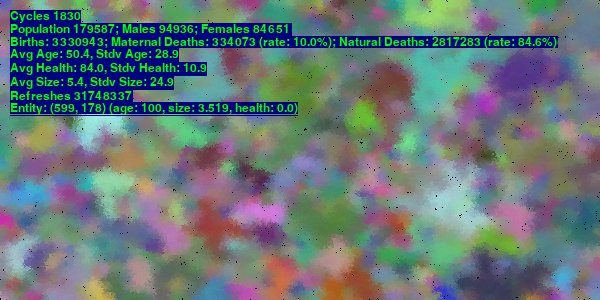 Cycles 1830
Population 179587; Males 94936; Females 84651
Births: 3330943; Maternal Deaths: 334073 (rate: 10.0%); Natural Deaths: 2817283 (rate: 84.6%)
Avg Age: 50.4, Stdv Age: 28.9
Avg Health: 84.0, Stdv Health: 10.9
Avg Size: 5.4, Stdv Size: 24.9
Refreshes 31748337
Entity: (599, 178) (age: 100, size: 3.519, health: 0.0)